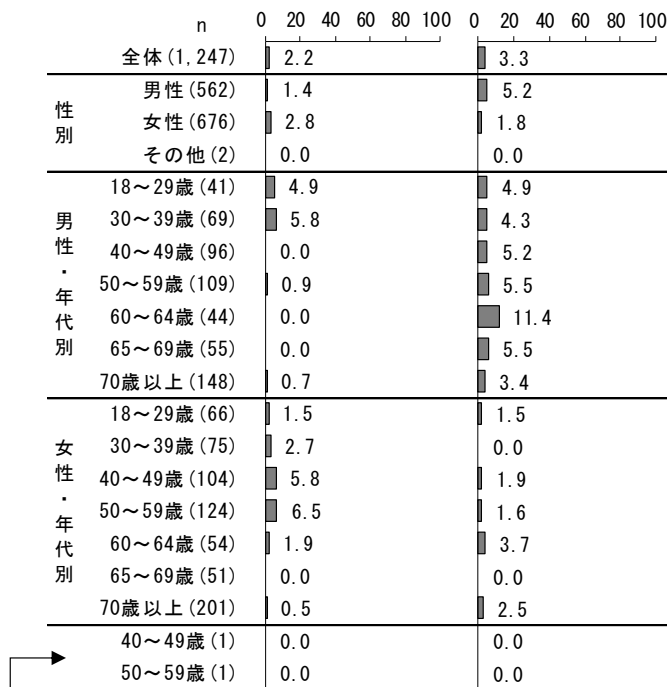 n
0 20 40 60 80 100
0 20 40 60 80 100
全体(1,247) 2.2 3.3
性別
男性(562) 1.4 5.2
女性(676) 2.8 1.8
その他(2) 0.0 0.0
男性・年代別
18～29歳(41) 4.9 4.9
30～39歳(69) 5.8 4.3
40～49歳(96) 0.0 5.2
50～59歳(109) 0.9 5.5
60～64歳(44) 0.0 11.4
65～69歳(55) 0.0 5.5
70歳以上(148) 0.7 3.4
女性・年代別
18～29歳(66) 1.5 1.5
30～39歳(75) 2.7 0.0
40～49歳(104) 5.8 1.9
50～59歳(124) 6.5 1.6
60～64歳(54) 1.9 3.7
65～69歳(51) 0.0 0.0
70歳以上(201) 0.5 2.5
40～49歳(1) 0.0 0.0
50～59歳(1) 0.0 0.0